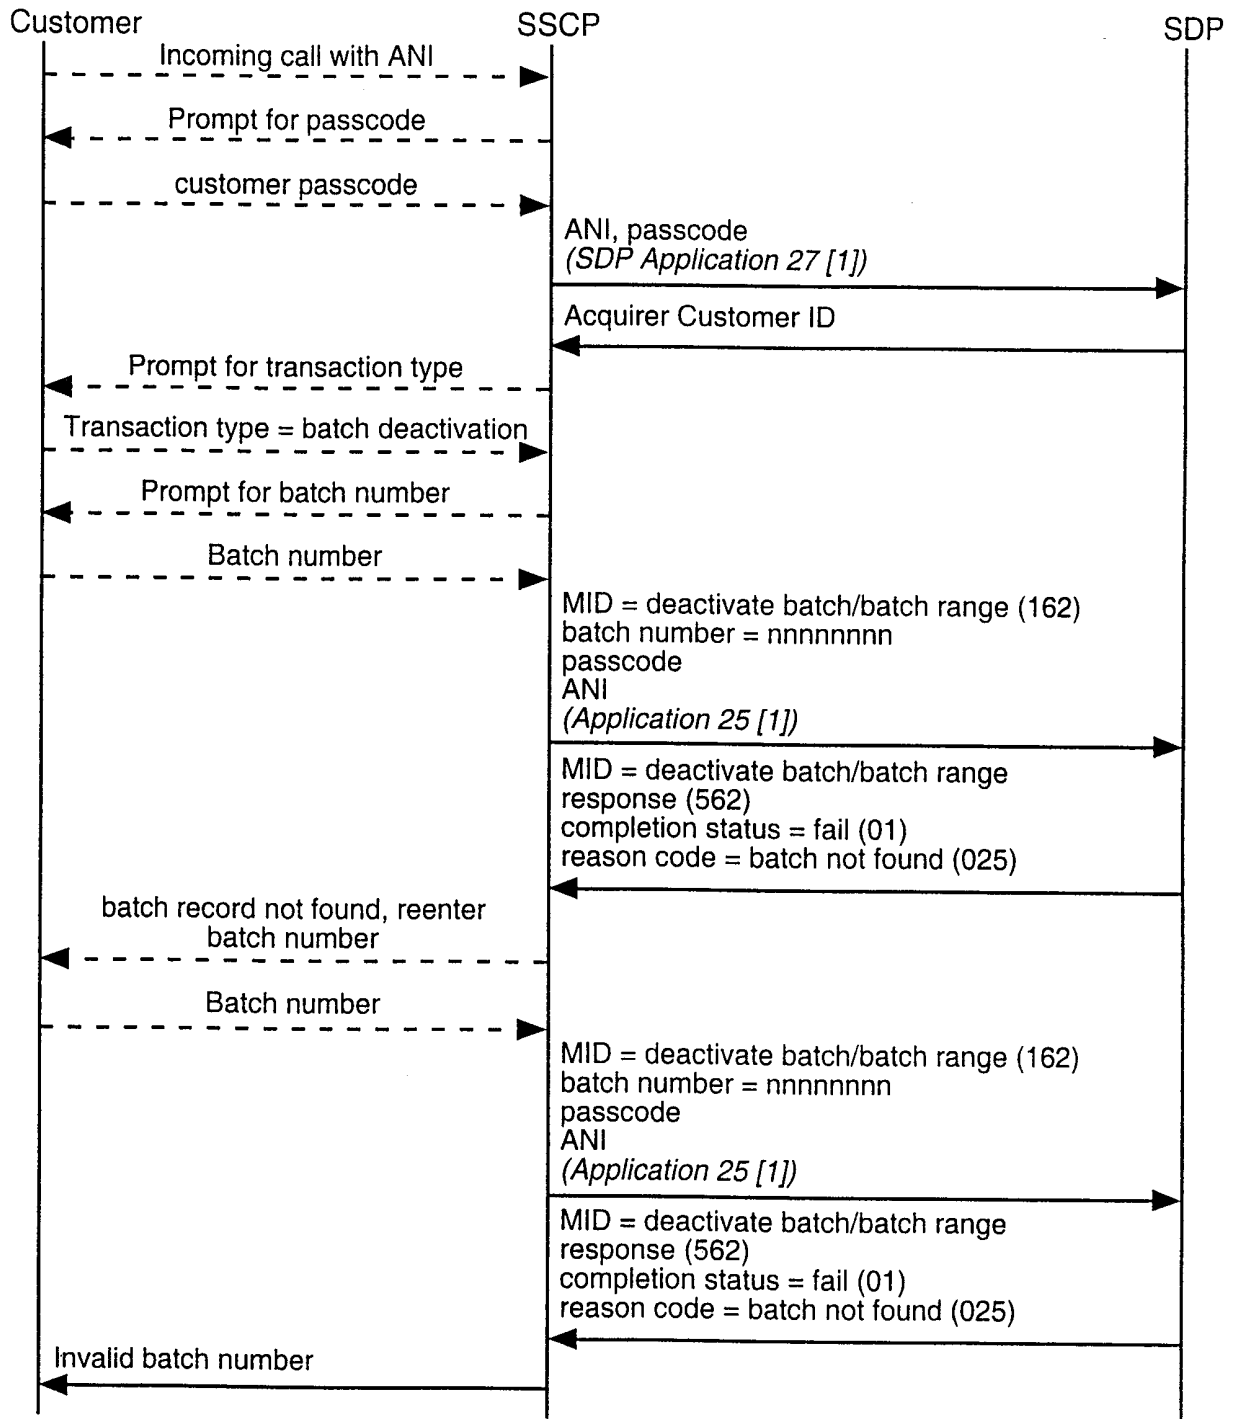 Customer
SSCP
SDP
Incoming call with ANI
Prompt for passcode
customer passcode
ANI, passcode
(SDP Application 27 [1])
Acquirer Customer ID
Prompt for transaction type
Transaction type = batch deactivation
Prompt for batch number
Batch number
MID = deactivate batch/batch range (162)
batch number = nnnnnnnn
passcode
ANI
(Application 25 [1])
MID = deactivate batch/batch range
response (562)
completion status = fail (01)
reason code = batch not found (025)
batch record not found, reenter
batch number
Batch number
MID = deactivate batch/batch range (162)
batch number = nnnnnnnn
passcode
ANI
(Application 25 [1])
MID = deactivate batch/batch range
response (562)
completion status = fail (01)
reason code = batch not found (025)
Invalid batch number